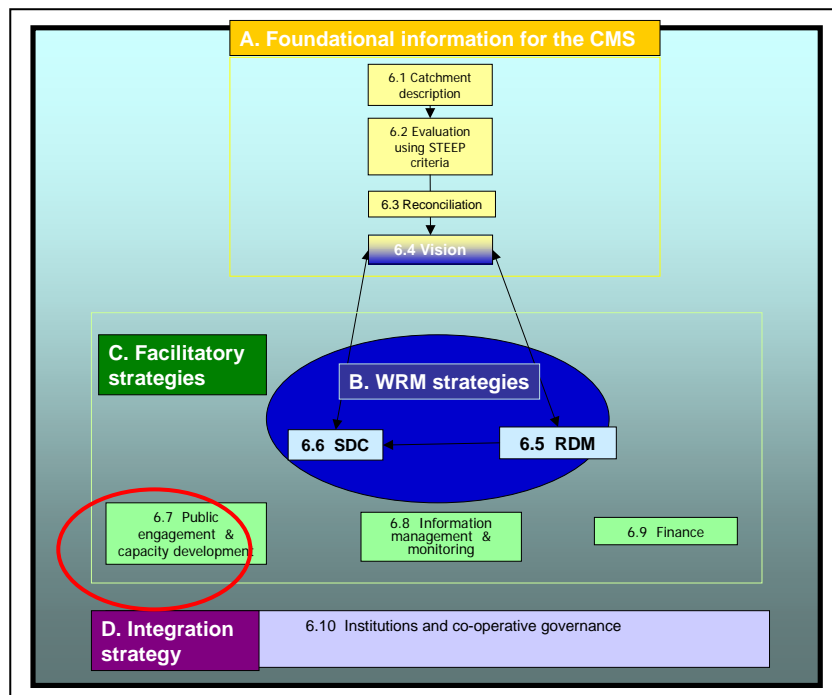 A. Foundational information for the CMS
6.1 Catchment
description
6.2 Evaluation
using STEEP
criteria
6.3 Reconciliation
6.4 Vision
C. Facilitatory
strategies
B. WRM strategies
6.6 SDC
6.5 RDM
6.7 Public
engagement &
capacity development
6.8 Information
management &
monitoring
6.9 Finance
D. Integration
strategy
6.10 Institutions and co-operative governance